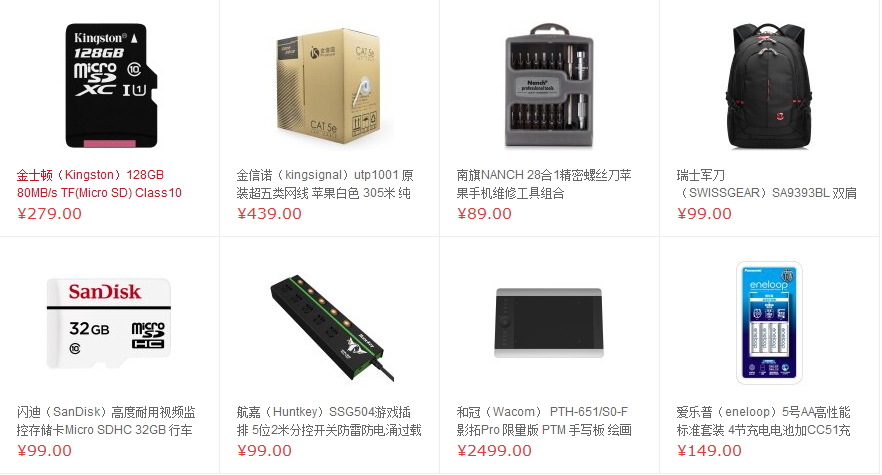 Kingston
128GB
micro
SD
XC I U1
10
CAT 5e
CAT 5e
Nanch
professional tools
金士顿（Kingston）128GB
80MB/s TF(Micro SD) Class10
¥279.00
金信诺（kingsignal）utp1001 原
装超五类网线 苹果白色 305米 纯
¥439.00
南旗NANCH 28合1精密螺丝刀苹
果手机维修工具组合
¥89.00
瑞士军刀
（SWISSGEAR）SA9393BL 双肩
¥99.00
SanDisk
32GB
micro
SD
HC
10
Huntkey
Panasonic
eneloop
闪迪（SanDisk）高度耐用视频监
控存储卡Micro SDHC 32GB 行车
¥99.00
航嘉（Huntkey）SSG504游戏插
排 5位2米分控开关防雷防电涌过载
¥99.00
和冠（Wacom） PTH-651/S0-F
影拓Pro 限量版 PTM 手写板 绘画
¥2499.00
爱乐普（eneloop）5号AA高性能
标准套装 4节充电电池加CC51充
¥149.00